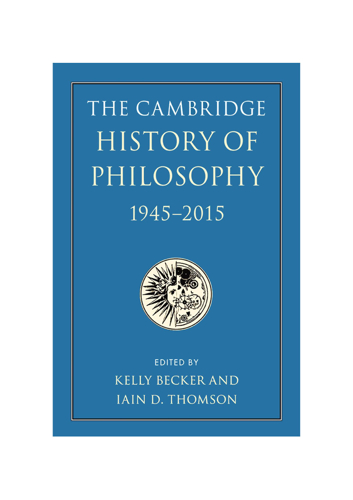 THE CAMBRIDGE
HISTORY OF
PHILOSOPHY
1945–2015
EDITED BY
KELLY BECKER AND
IAIN D. THOMSON